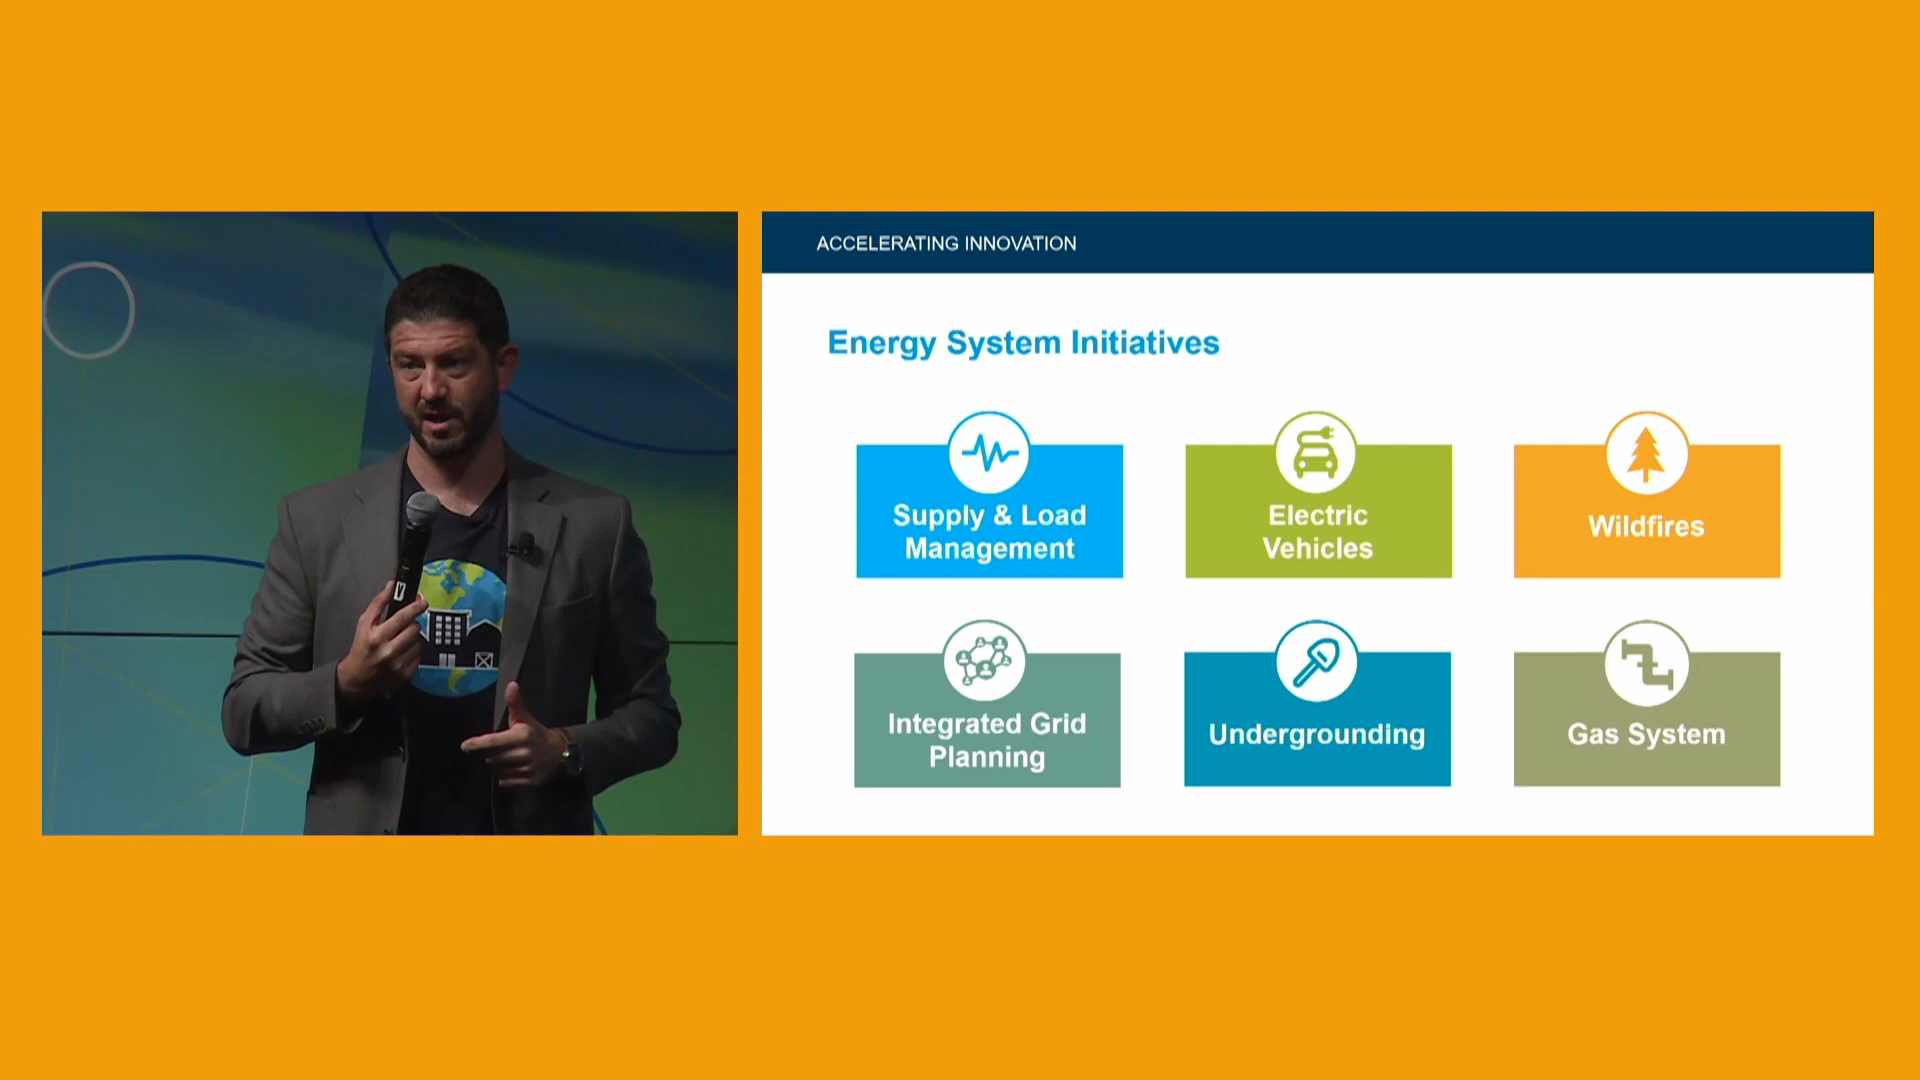 ACCELERATING INNOVATION
Energy System Initiatives
Supply & Load
Management
Electric
Vehicles
Wildfires
Integrated Grid
Planning
Undergrounding
Gas System